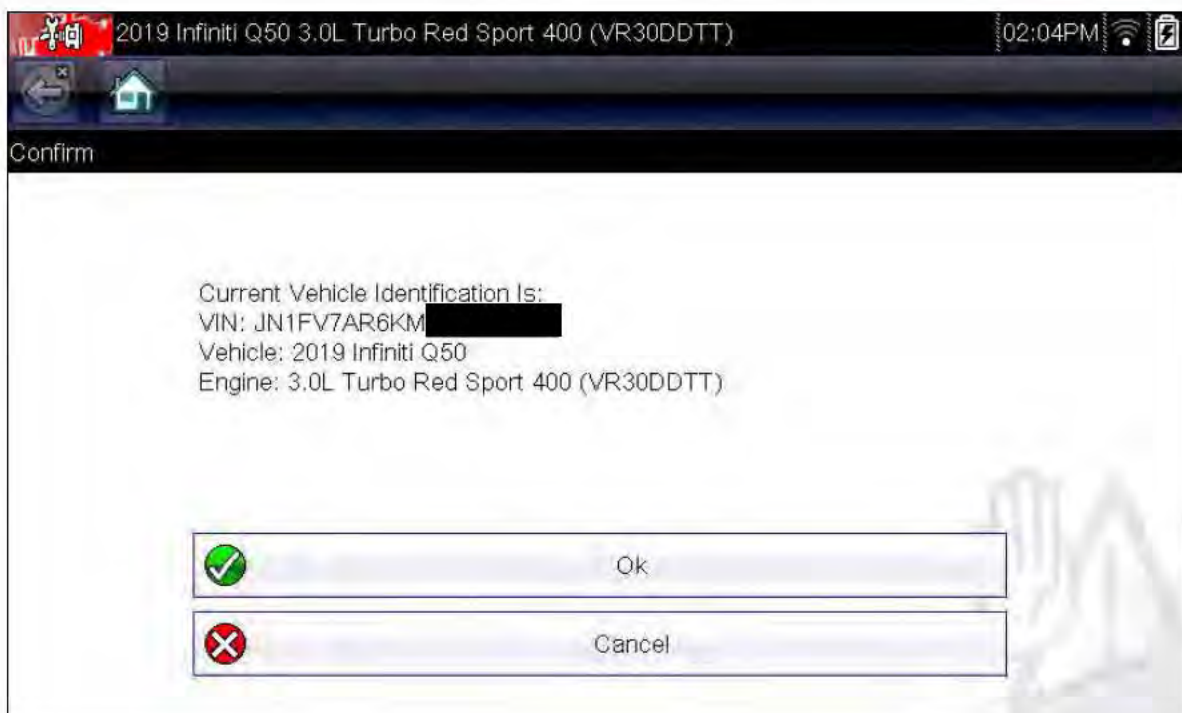 2019 Infiniti Q50 3.0L Turbo Red Sport 400 (VR30DDTT) 02:04PM
Confirm
Current Vehicle Identification Is:
VIN: JN1FV7AR6KM
Vehicle: 2019 Infiniti Q50
Engine: 3.0L Turbo Red Sport 400 (VR30DDTT)
Ok
Cancel